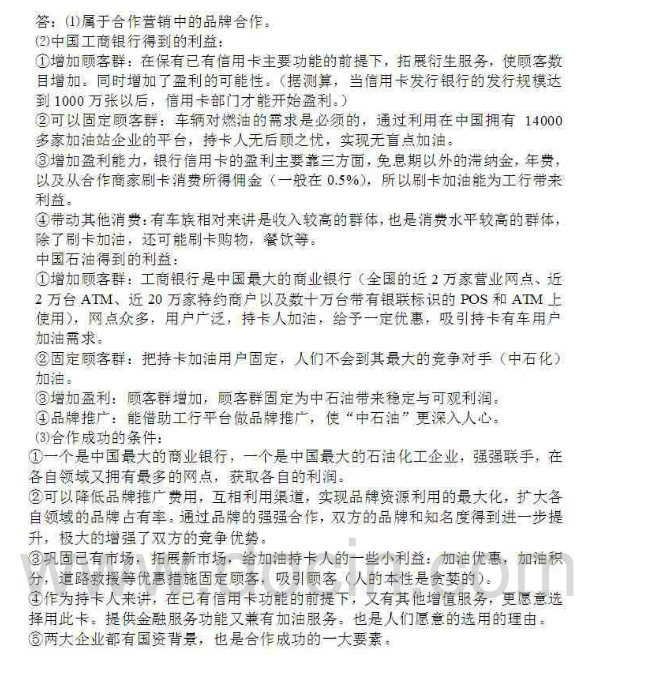 答：⑴属于合作营销中的品牌合作。
⑵中国工商银行得到的利益：
①增加顾客群：在保有已有信用卡主要功能的前提下，拓展衍生服务，使顾客数
目增加。同时增加了盈利的可能性。（据测算，当信用卡发行银行的发行规模达
到 1000 万张以后，信用卡部门才能开始盈利。）
②可以固定顾客群：车辆对燃油的需求是必须的，通过利用在中国拥有 14000
多家加油站企业的平台，持卡人无后顾之忧，实现无盲点加油。
③增加盈利能力，银行信用卡的盈利主要靠三方面，免息期以外的滞纳金，年费，
以及从合作商家刷卡消费所得佣金（一般在 0.5%），所以刷卡加油能为工行带来
利益。
④带动其他消费：有车族相对来讲是收入较高的群体，也是消费水平较高的群体，
除了刷卡加油，还可能刷卡购物，餐饮等。
中国石油得到的利益：
①增加顾客群：工商银行是中国最大的商业银行（全国的近 2 万家营业网点、近
2 万台 ATM、近 20 万家特约商户以及数十万台带有银联标识的 POS 和 ATM 上
使用），网点众多，用户广泛，持卡人加油，给予一定优惠，吸引持卡有车用户
加油需求。
②固定顾客群：把持卡加油用户固定，人们不会到其最大的竞争对手（中石化）
加油。
③增加盈利：顾客群增加，顾客群固定为中石油带来稳定与可观利润。
④品牌推广：能借助工行平台做品牌推广，使“中石油”更深入人心。
⑶合作成功的条件：
①一个是中国最大的商业银行，一个是中国最大的石油化工企业，强强联手，在
各自领域又拥有最多的网点，获取各自的利润。
②可以降低品牌推广费用，互相利用渠道，实现品牌资源利用的最大化，扩大各
自领域的品牌占有率。通过品牌的强强合作，双方的品牌和知名度得到进一步提
升，极大的增强了双方的竞争优势。
③巩固已有市场，拓展新市场，给加油持卡人的一些小利益：加油优惠，加油积
分，道路救援等优惠措施固定顾客，吸引顾客（人的本性是贪婪的）。
④作为持卡人来讲，在已有信用卡功能的前提下，又有其他增值服务，更愿意选
择用此卡。提供金融服务功能又兼有加油服务。也是人们愿意的选用的理由。
⑤两大企业都有国资背景，也是合作成功的一大要素。
www.docin.com